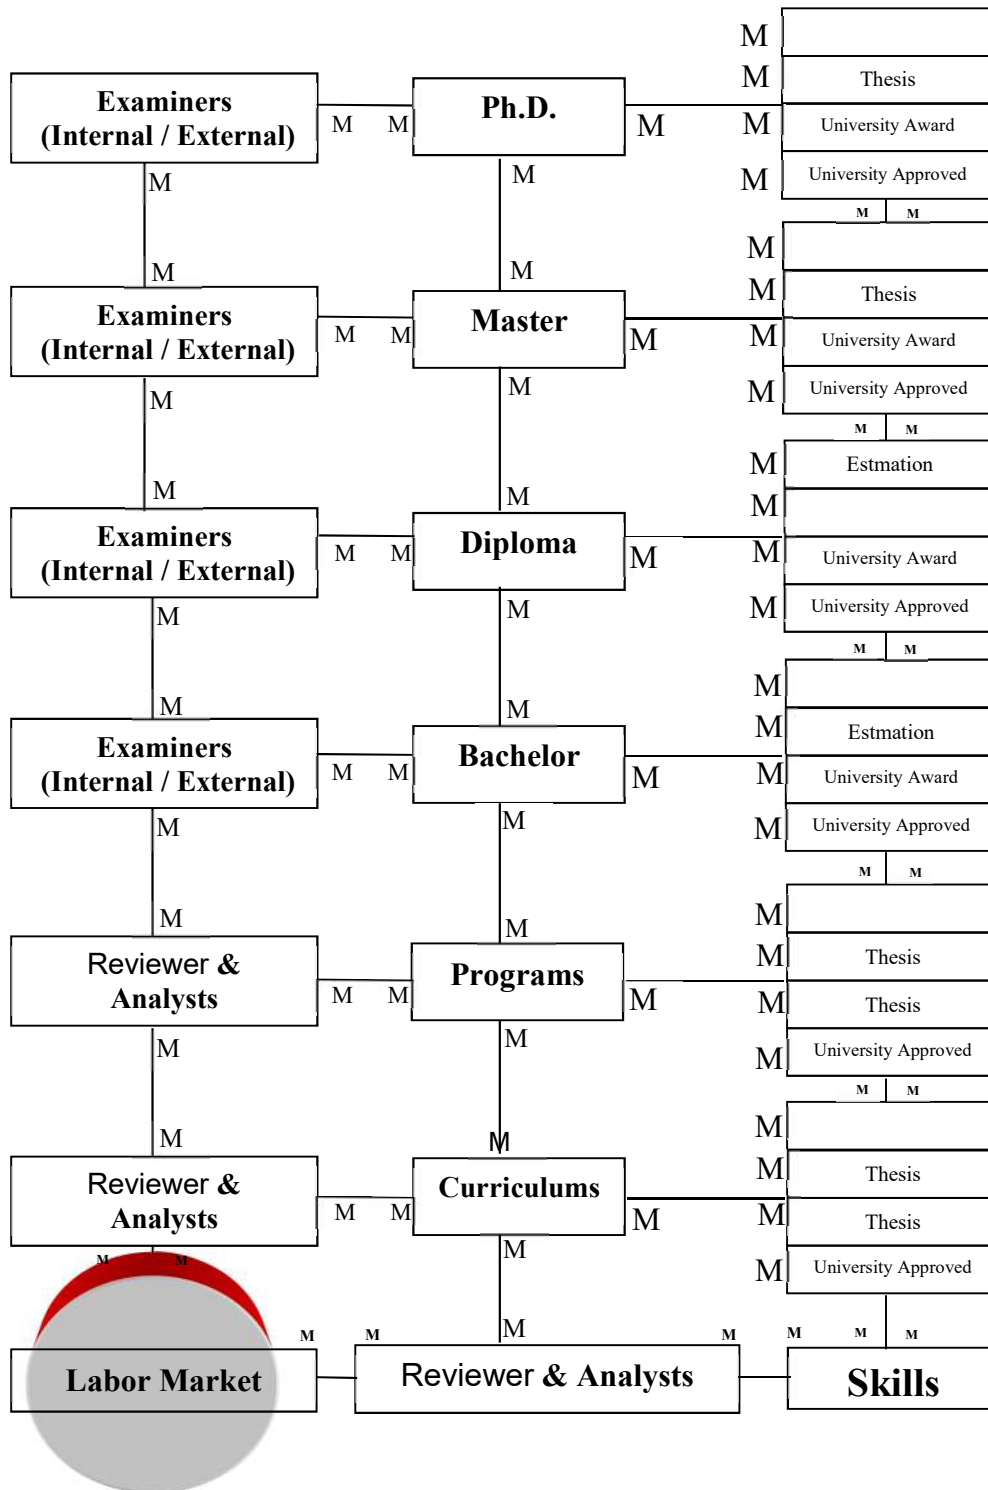 M
M
Thesis
Examiners
(Internal / External)
M
M
Ph.D.
M
M
University Award
M
University Approved
M
M
M
M
M
M
M
M
Thesis
Examiners
(Internal / External)
M
M
Master
M
M
University Award
M
University Approved
M
M
M
M
M
Estmation
M
M
M
Examiners
(Internal / External)
M
M
Diploma
M
M
University Award
M
University Approved
M
M
M
M
M
M
M
M
Estmation
Examiners
(Internal / External)
M
M
Bachelor
M
M
University Award
M
University Approved
M
M
M
M
M
M
M
M
Thesis
Reviewer &
Analysts
M
M
Programs
M
M
Thesis
M
University Approved
M
M
M
M
M
M
M
M
Thesis
Reviewer &
Analysts
M
M
Curriculums
M
M
Thesis
M
University Approved
M
M
M
M
M
M
M
M
M
M
Labor Market
Reviewer & Analysts
Skills